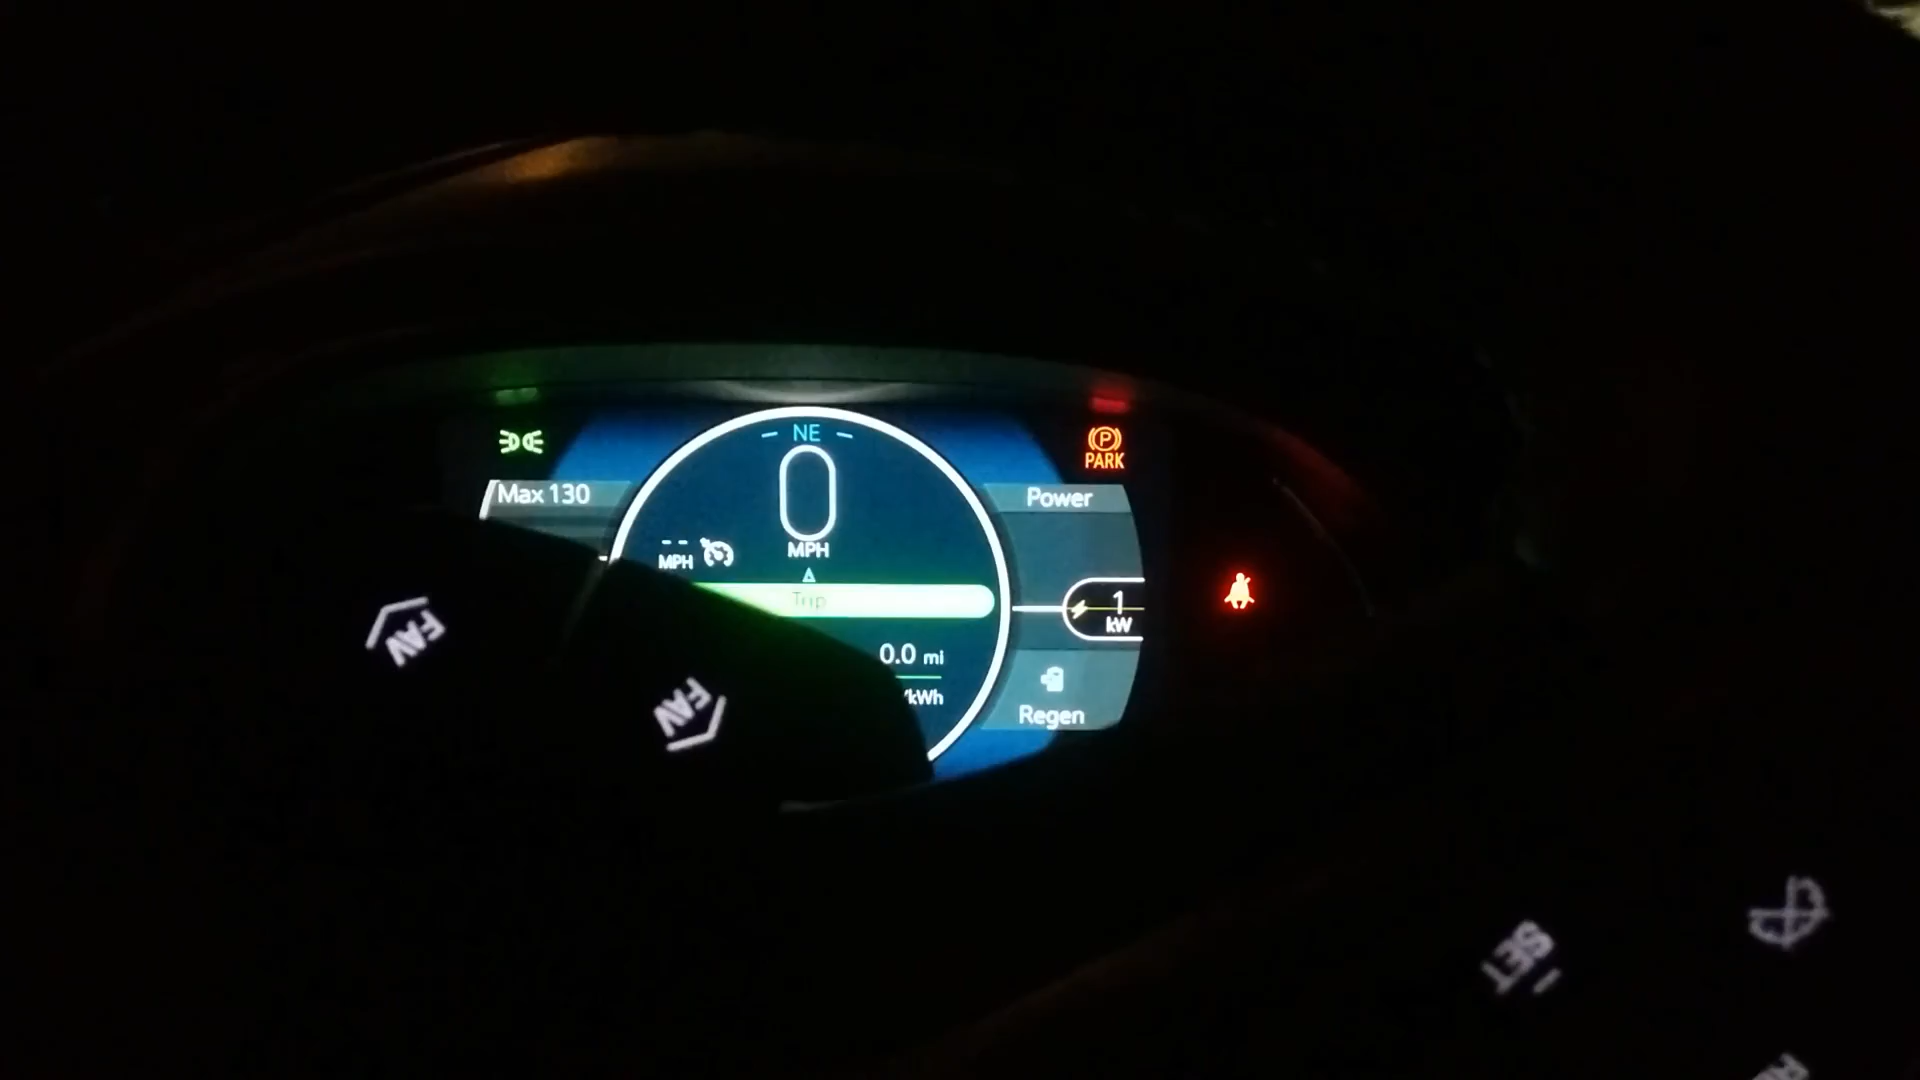 NE
PARK
Max 130
0
Power
-- MPH
MPH
Trip
1
kW
0.0 mi
/kWh
Regen
FAV
FAV
SET